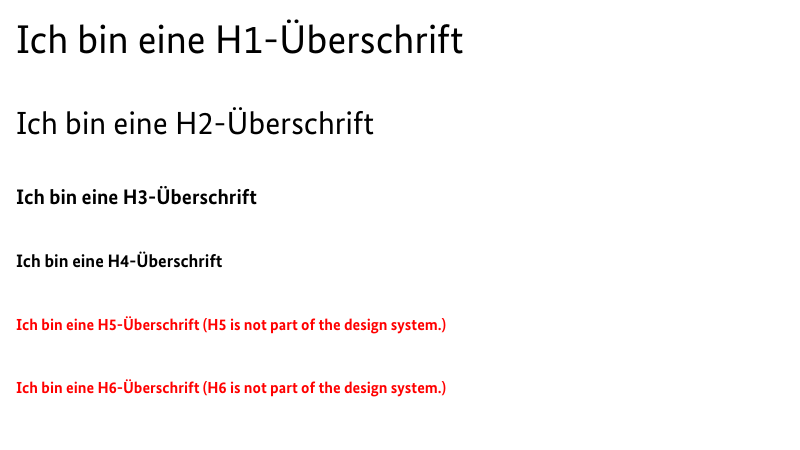 Ich bin eine H1-Überschrift
Ich bin eine H2-Überschrift
Ich bin eine H3-Überschrift
Ich bin eine H4-Überschrift
Ich bin eine H5-Überschrift (H5 is not part of the design system.)
Ich bin eine H6-Überschrift (H6 is not part of the design system.)